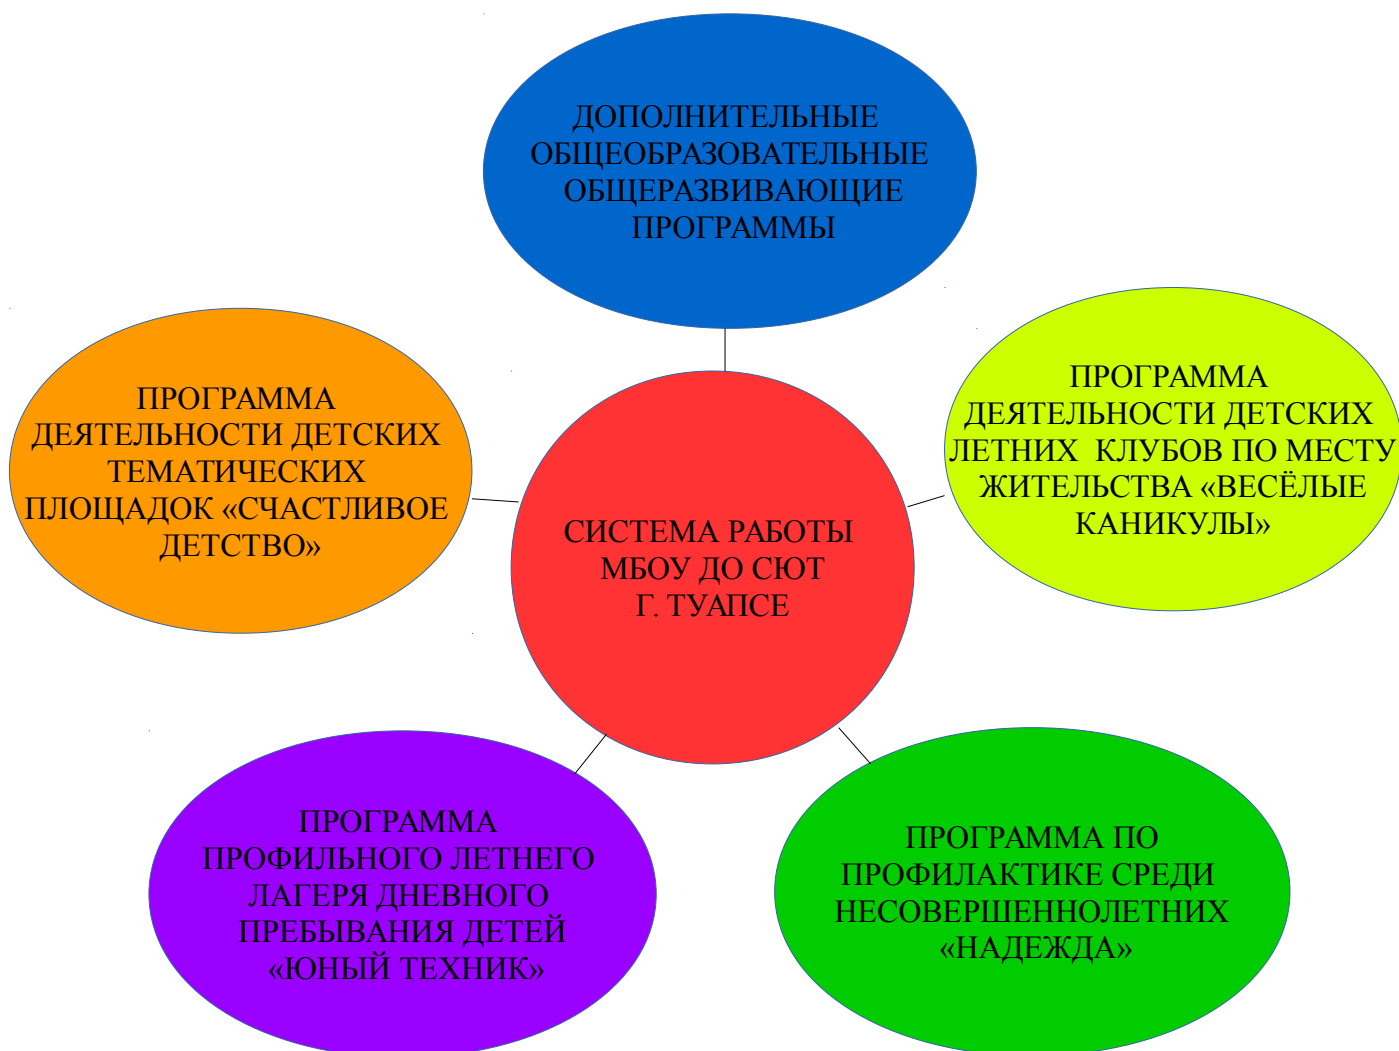 ДОПОЛНИТЕЛЬНЫЕ
ОБЩЕОБРАЗОВАТЕЛЬНЫЕ
ОБЩЕРАЗВИВАЮЩИЕ
ПРОГРАММЫ
ПРОГРАММА
ДЕЯТЕЛЬНОСТИ ДЕТСКИХ
ТЕМАТИЧЕСКИХ
ПЛОЩАДОК «СЧАСТЛИВОЕ
ДЕТСТВО»
ПРОГРАММА
ДЕЯТЕЛЬНОСТИ ДЕТСКИХ
ЛЕТНИХ КЛУБОВ ПО МЕСТУ
ЖИТЕЛЬСТВА «ВЕСЁЛЫЕ
КАНИКУЛЫ»
СИСТЕМА РАБОТЫ
МБОУ ДО СЮТ
Г. ТУАПСЕ
ПРОГРАММА
ПРОФИЛЬНОГО ЛЕТНЕГО
ЛАГЕРЯ ДНЕВНОГО
ПРЕБЫВАНИЯ ДЕТЕЙ
«ЮНЫЙ ТЕХНИК»
ПРОГРАММА ПО
ПРОФИЛАКТИКЕ СРЕДИ
НЕСОВЕРШЕННОЛЕТНИХ
«НАДЕЖДА»